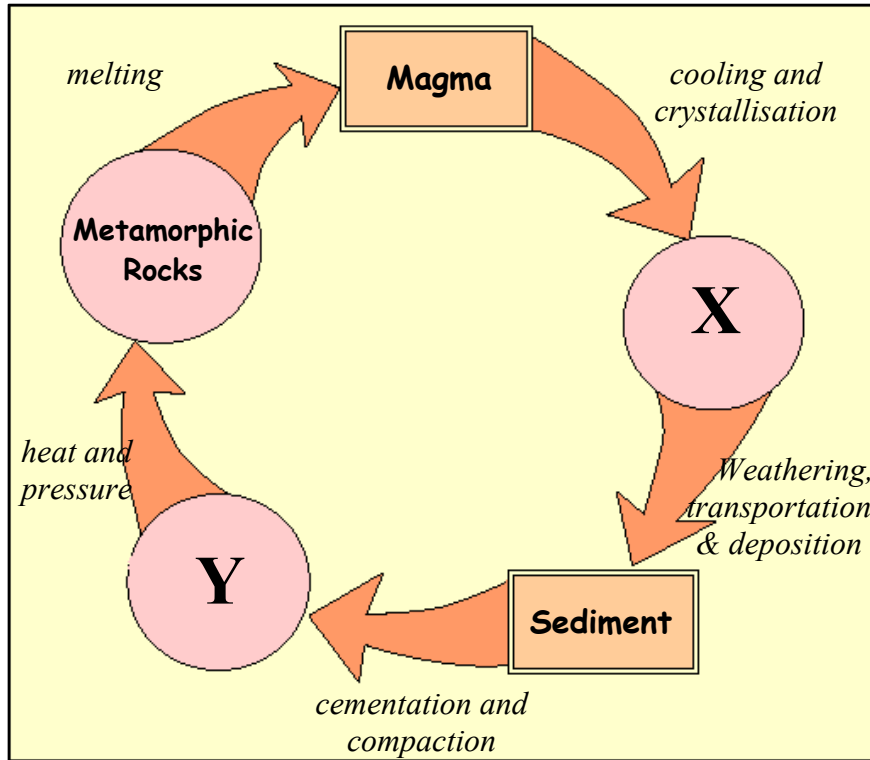 melting
Magma
cooling and
crystallisation
Metamorphic
Rocks
X
heat and
pressure
Weathering,
transportation
& deposition
Y
Sediment
cementation and
compaction